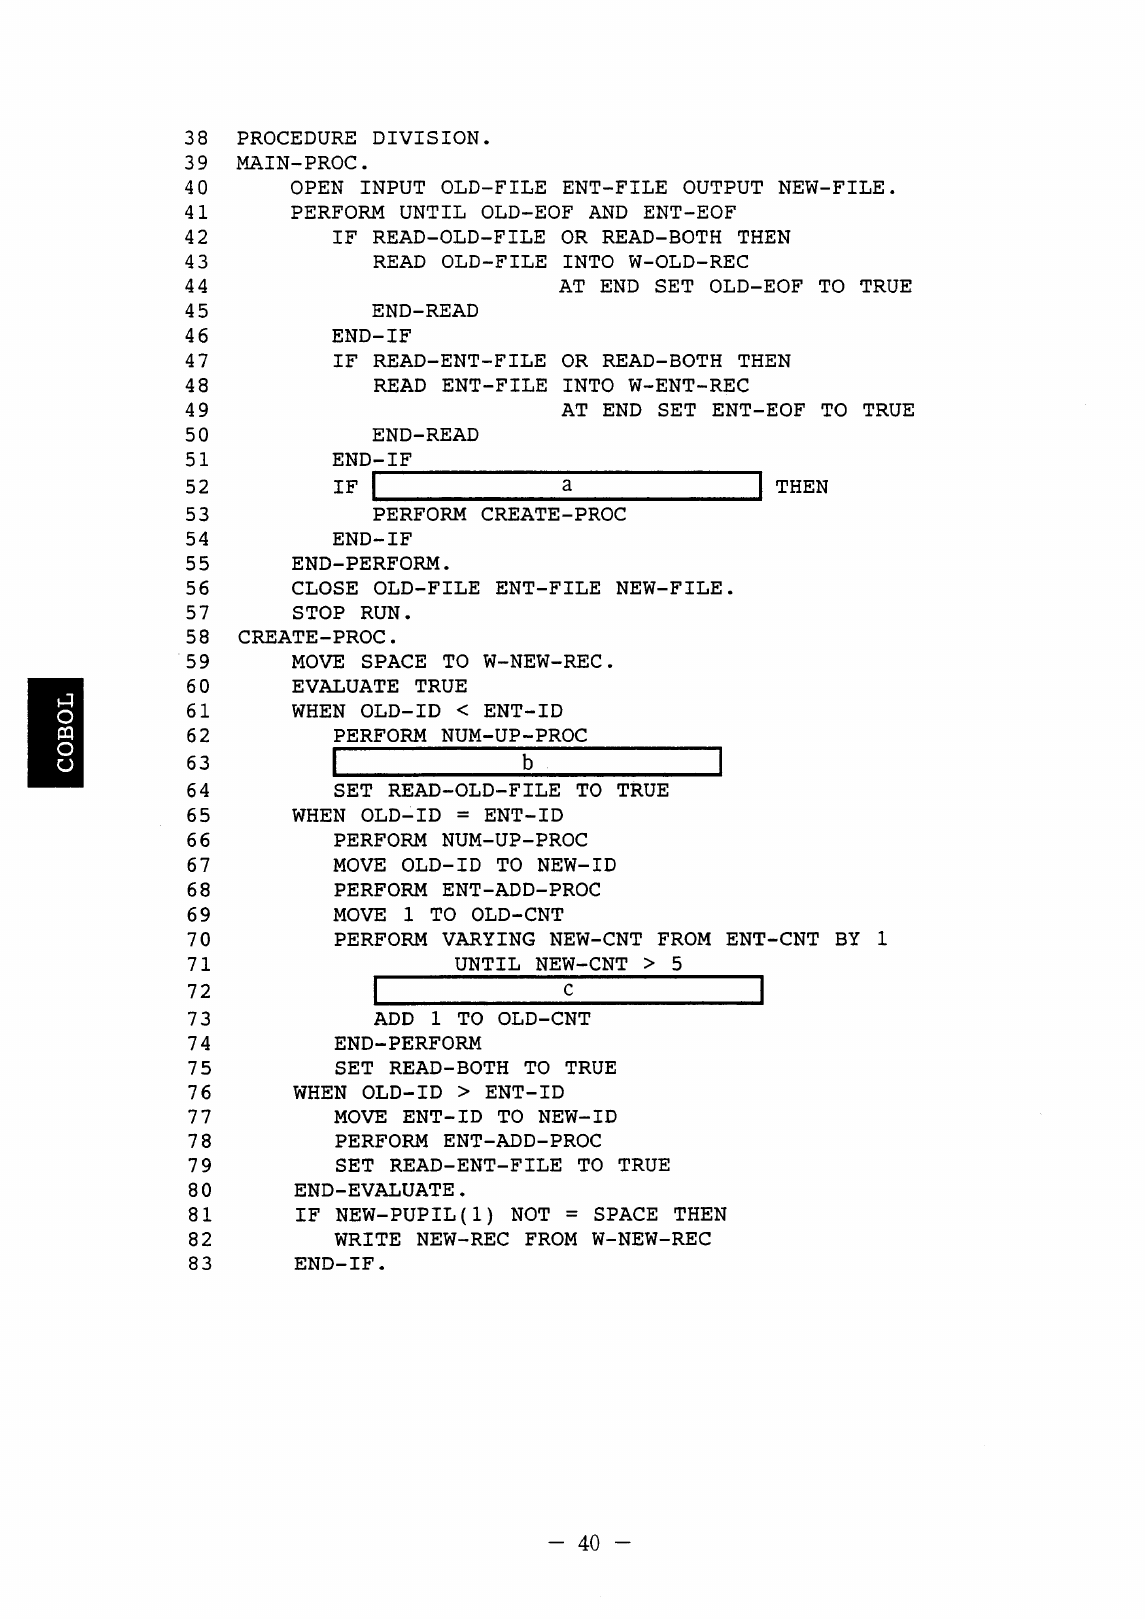 38 PROCEDURE DIVISION.
39 MAIN-PROC.
40 OPEN INPUT OLD-FILE ENT-FILE OUTPUT NEW-FILE.
41 PERFORM UNTIL OLD-EOF AND ENT-EOF
42 IF READ-OLD-FILE OR READ-BOTH THEN
43 READ OLD-FILE INTO W-OLD-REC
44 AT END SET OLD-EOF TO TRUE
45 END-READ
46 END-IF
47 IF READ-ENT-FILE OR READ-BOTH THEN
48 READ ENT-FILE INTO W-ENT-REC
49 AT END SET ENT-EOF TO TRUE
50 END-READ
51 END-IF
52 IF a THEN
53 PERFORM CREATE-PROC
54 END-IF
55 END-PERFORM.
56 CLOSE OLD-FILE ENT-FILE NEW-FILE.
57 STOP RUN.
58 CREATE-PROC.
59 MOVE SPACE TO W-NEW-REC.
60 EVALUATE TRUE
61 WHEN OLD-ID < ENT-ID
62 PERFORM NUM-UP-PROC
63 b
64 SET READ-OLD-FILE TO TRUE
65 WHEN OLD-ID = ENT-ID
66 PERFORM NUM-UP-PROC
67 MOVE OLD-ID TO NEW-ID
68 PERFORM ENT-ADD-PROC
69 MOVE 1 TO OLD-CNT
70 PERFORM VARYING NEW-CNT FROM ENT-CNT BY 1
71 UNTIL NEW-CNT > 5
72 c
73 ADD 1 TO OLD-CNT
74 END-PERFORM
75 SET READ-BOTH TO TRUE
76 WHEN OLD-ID > ENT-ID
77 MOVE ENT-ID TO NEW-ID
78 PERFORM ENT-ADD-PROC
79 SET READ-ENT-FILE TO TRUE
80 END-EVALUATE.
81 IF NEW-PUPIL(1) NOT = SPACE THEN
82 WRITE NEW-REC FROM W-NEW-REC
83 END-IF.
COBOL
— 40 —